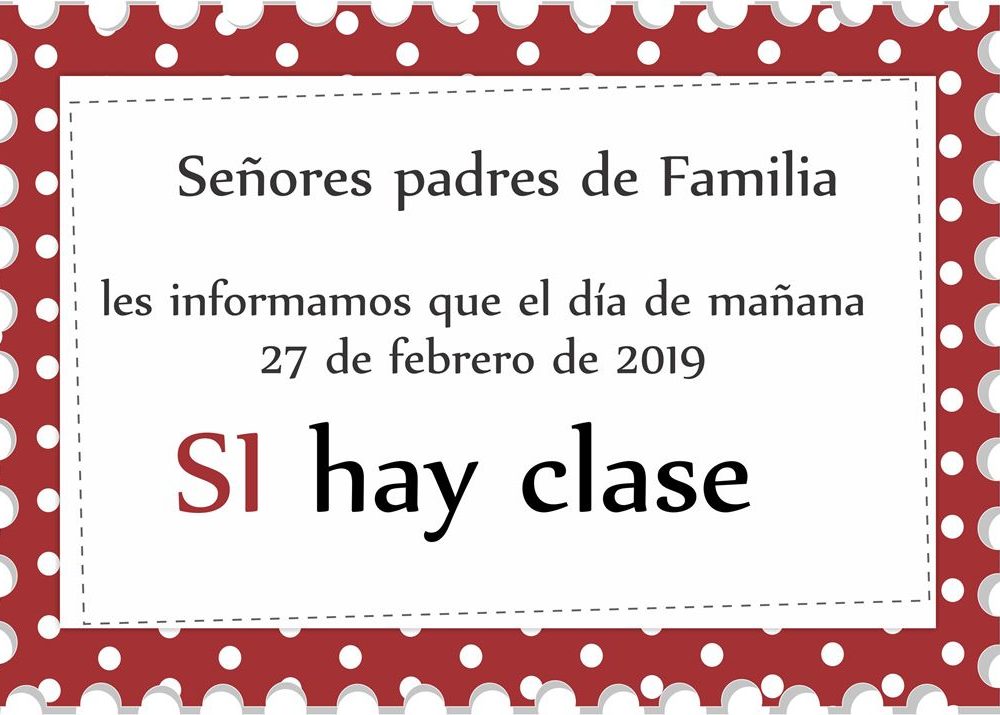 Señores padres de Familia
les informamos que el día de mañana
27 de febrero de 2019
SI hay clase